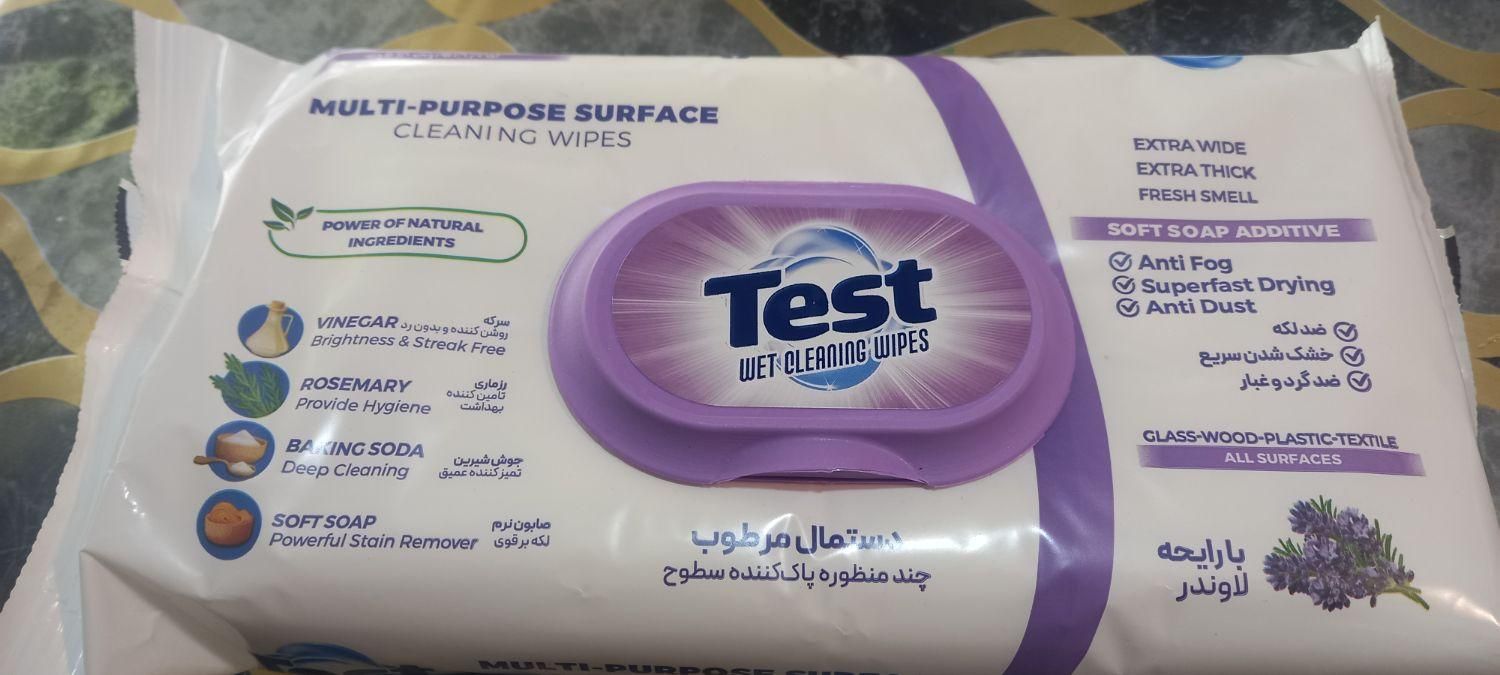 MULTI-PURPOSE SURFACE
CLEANING WIPES
POWER OF NATURAL
INGREDIENTS
VINEGAR
Brightness & Streak Free
سرکه
روشن کننده و بدون رد
ROSEMARY
Provide Hygiene
رزماری
تامین کننده
بهداشت
BAKING SODA
Deep Cleaning
جوش شیرین
تمیز کننده عمیق
SOFT SOAP
Powerful Stain Remover
صابون نرم
لکه بر قوی
Test
WET CLEANING WIPES
دستمال مرطوب
چند منظوره پاک‌کننده سطوح
EXTRA WIDE
EXTRA THICK
FRESH SMELL
SOFT SOAP ADDITIVE
Anti Fog
Superfast Drying
Anti Dust
ضد لکه
خشک شدن سریع
ضد گرد و غبار
GLASS-WOOD-PLASTIC-TEXTILE
ALL SURFACES
با رایحه
لاوندر
MULTI-PURPOSE